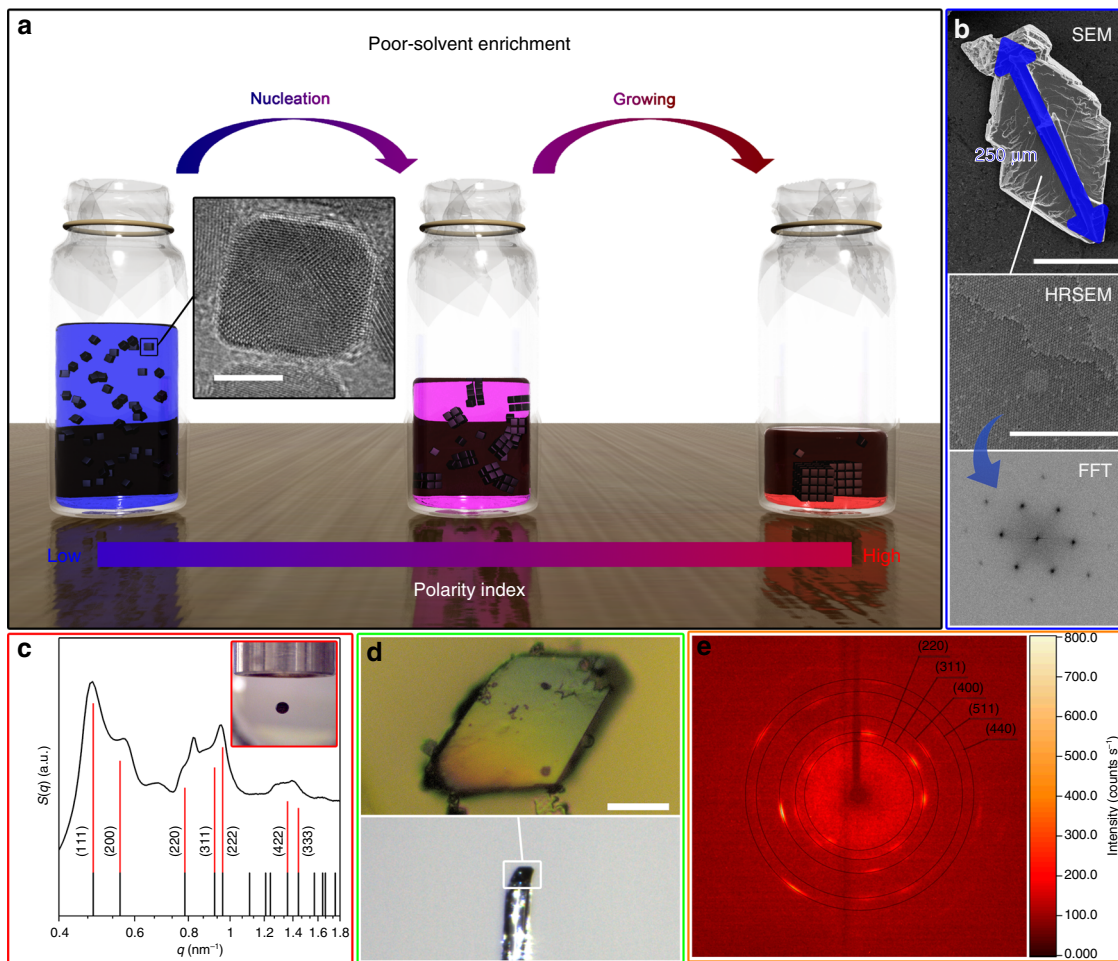 a
Poor-solvent enrichment
Nucleation
Growing
Low
High
Polarity index
b
SEM
250 µm
HRSEM
FFT
c
S(q) (a.u.)
(111)
(200)
(220)
(311)
(222)
(422)
(333)
0.4
0.6
0.8
1
1.2
1.4
1.6
1.8
q (nm⁻¹)
d
e
(220)
(311)
(400)
(511)
(440)
800.0
700.0
600.0
500.0
400.0
300.0
200.0
100.0
0.000
Intensity (counts s⁻¹)